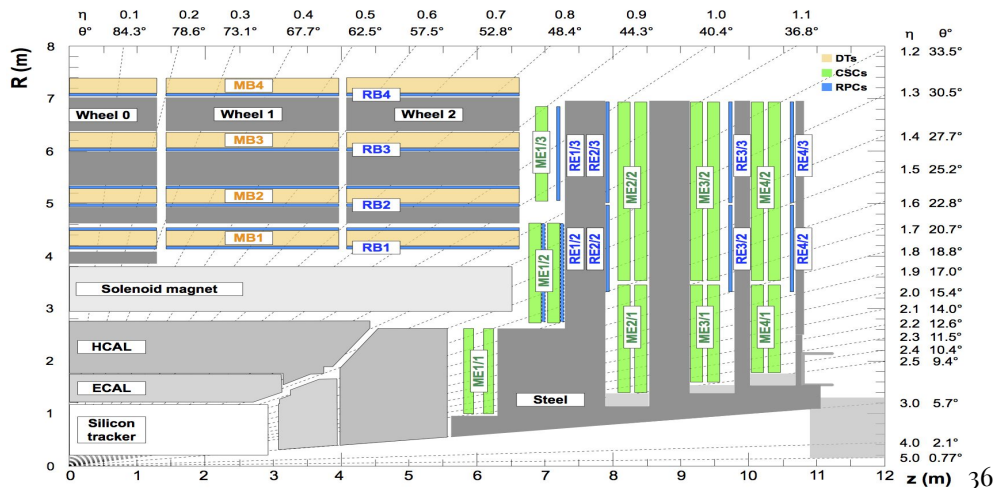 η 0.1 0.2 0.3 0.4 0.5 0.6 0.7 0.8 0.9 1.0 1.1 η θ°
θ° 84.3° 78.6° 73.1° 67.7° 62.5° 57.5° 52.8° 48.4° 44.3° 40.4° 36.8°
R (m)
8
7
6
5
4
3
2
1
0
1.2 33.5°
1.3 30.5°
1.4 27.7°
1.5 25.2°
1.6 22.8°
1.7 20.7°
1.8 18.8°
1.9 17.0°
2.0 15.4°
2.1 14.0°
2.2 12.6°
2.3 11.5°
2.4 10.4°
2.5 9.4°
3.0 5.7°
4.0 2.1°
5.0 0.77°
DTs
CSCs
RPCs
MB4
RB4
Wheel 0 Wheel 1 Wheel 2
MB3
RB3
MB2
RB2
MB1
RB1
Solenoid magnet
HCAL
ECAL
Silicon
tracker
Steel
ME1/3
RE1/3
RE2/3
ME2/2
ME3/2
RE3/3
ME4/2
RE4/3
ME1/2
RE1/2
RE2/2
RE3/2
RE4/2
ME1/1
ME2/1
ME3/1
ME4/1
0 1 2 3 4 5 6 7 8 9 10 11 12
z (m) 36